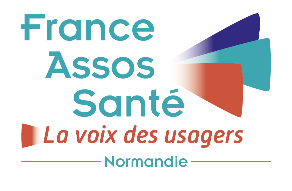 France
Assos
Santé
La voix des usagers
Normandie